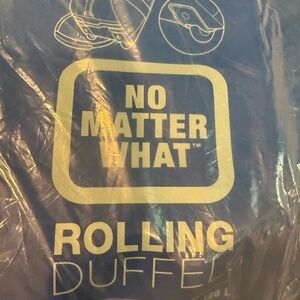 NO
MATTER
WHAT™
ROLLING
DUFFEL